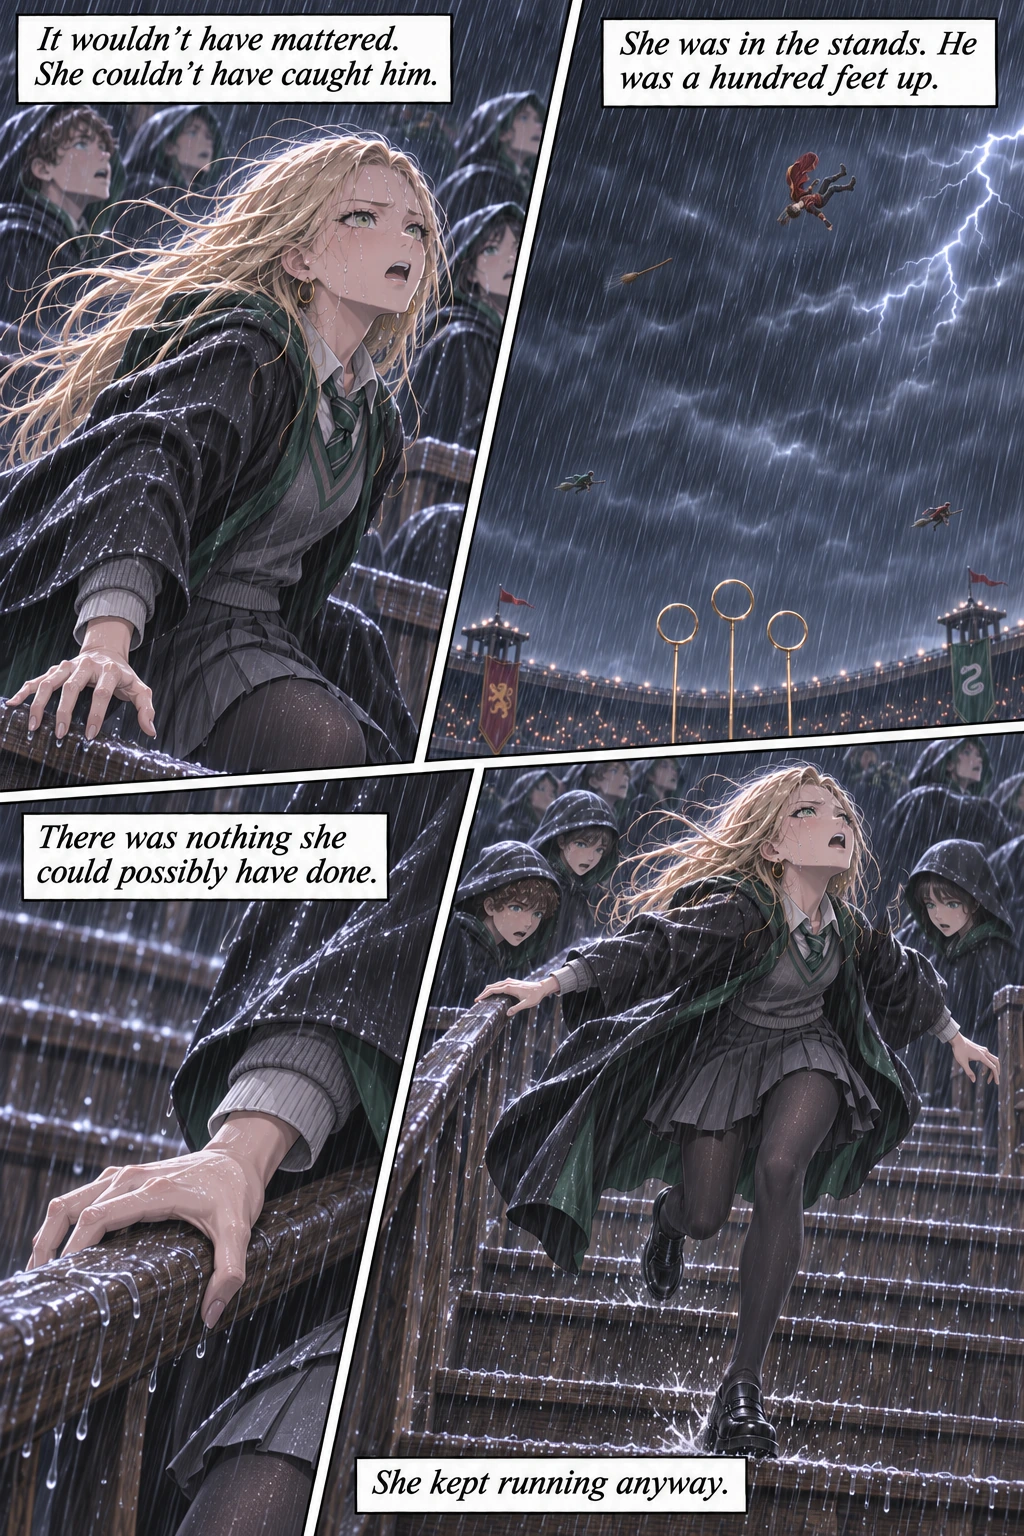 It wouldn't have mattered.
She couldn't have caught him.
She was in the stands. He
was a hundred feet up.
There was nothing she
could possibly have done.
She kept running anyway.